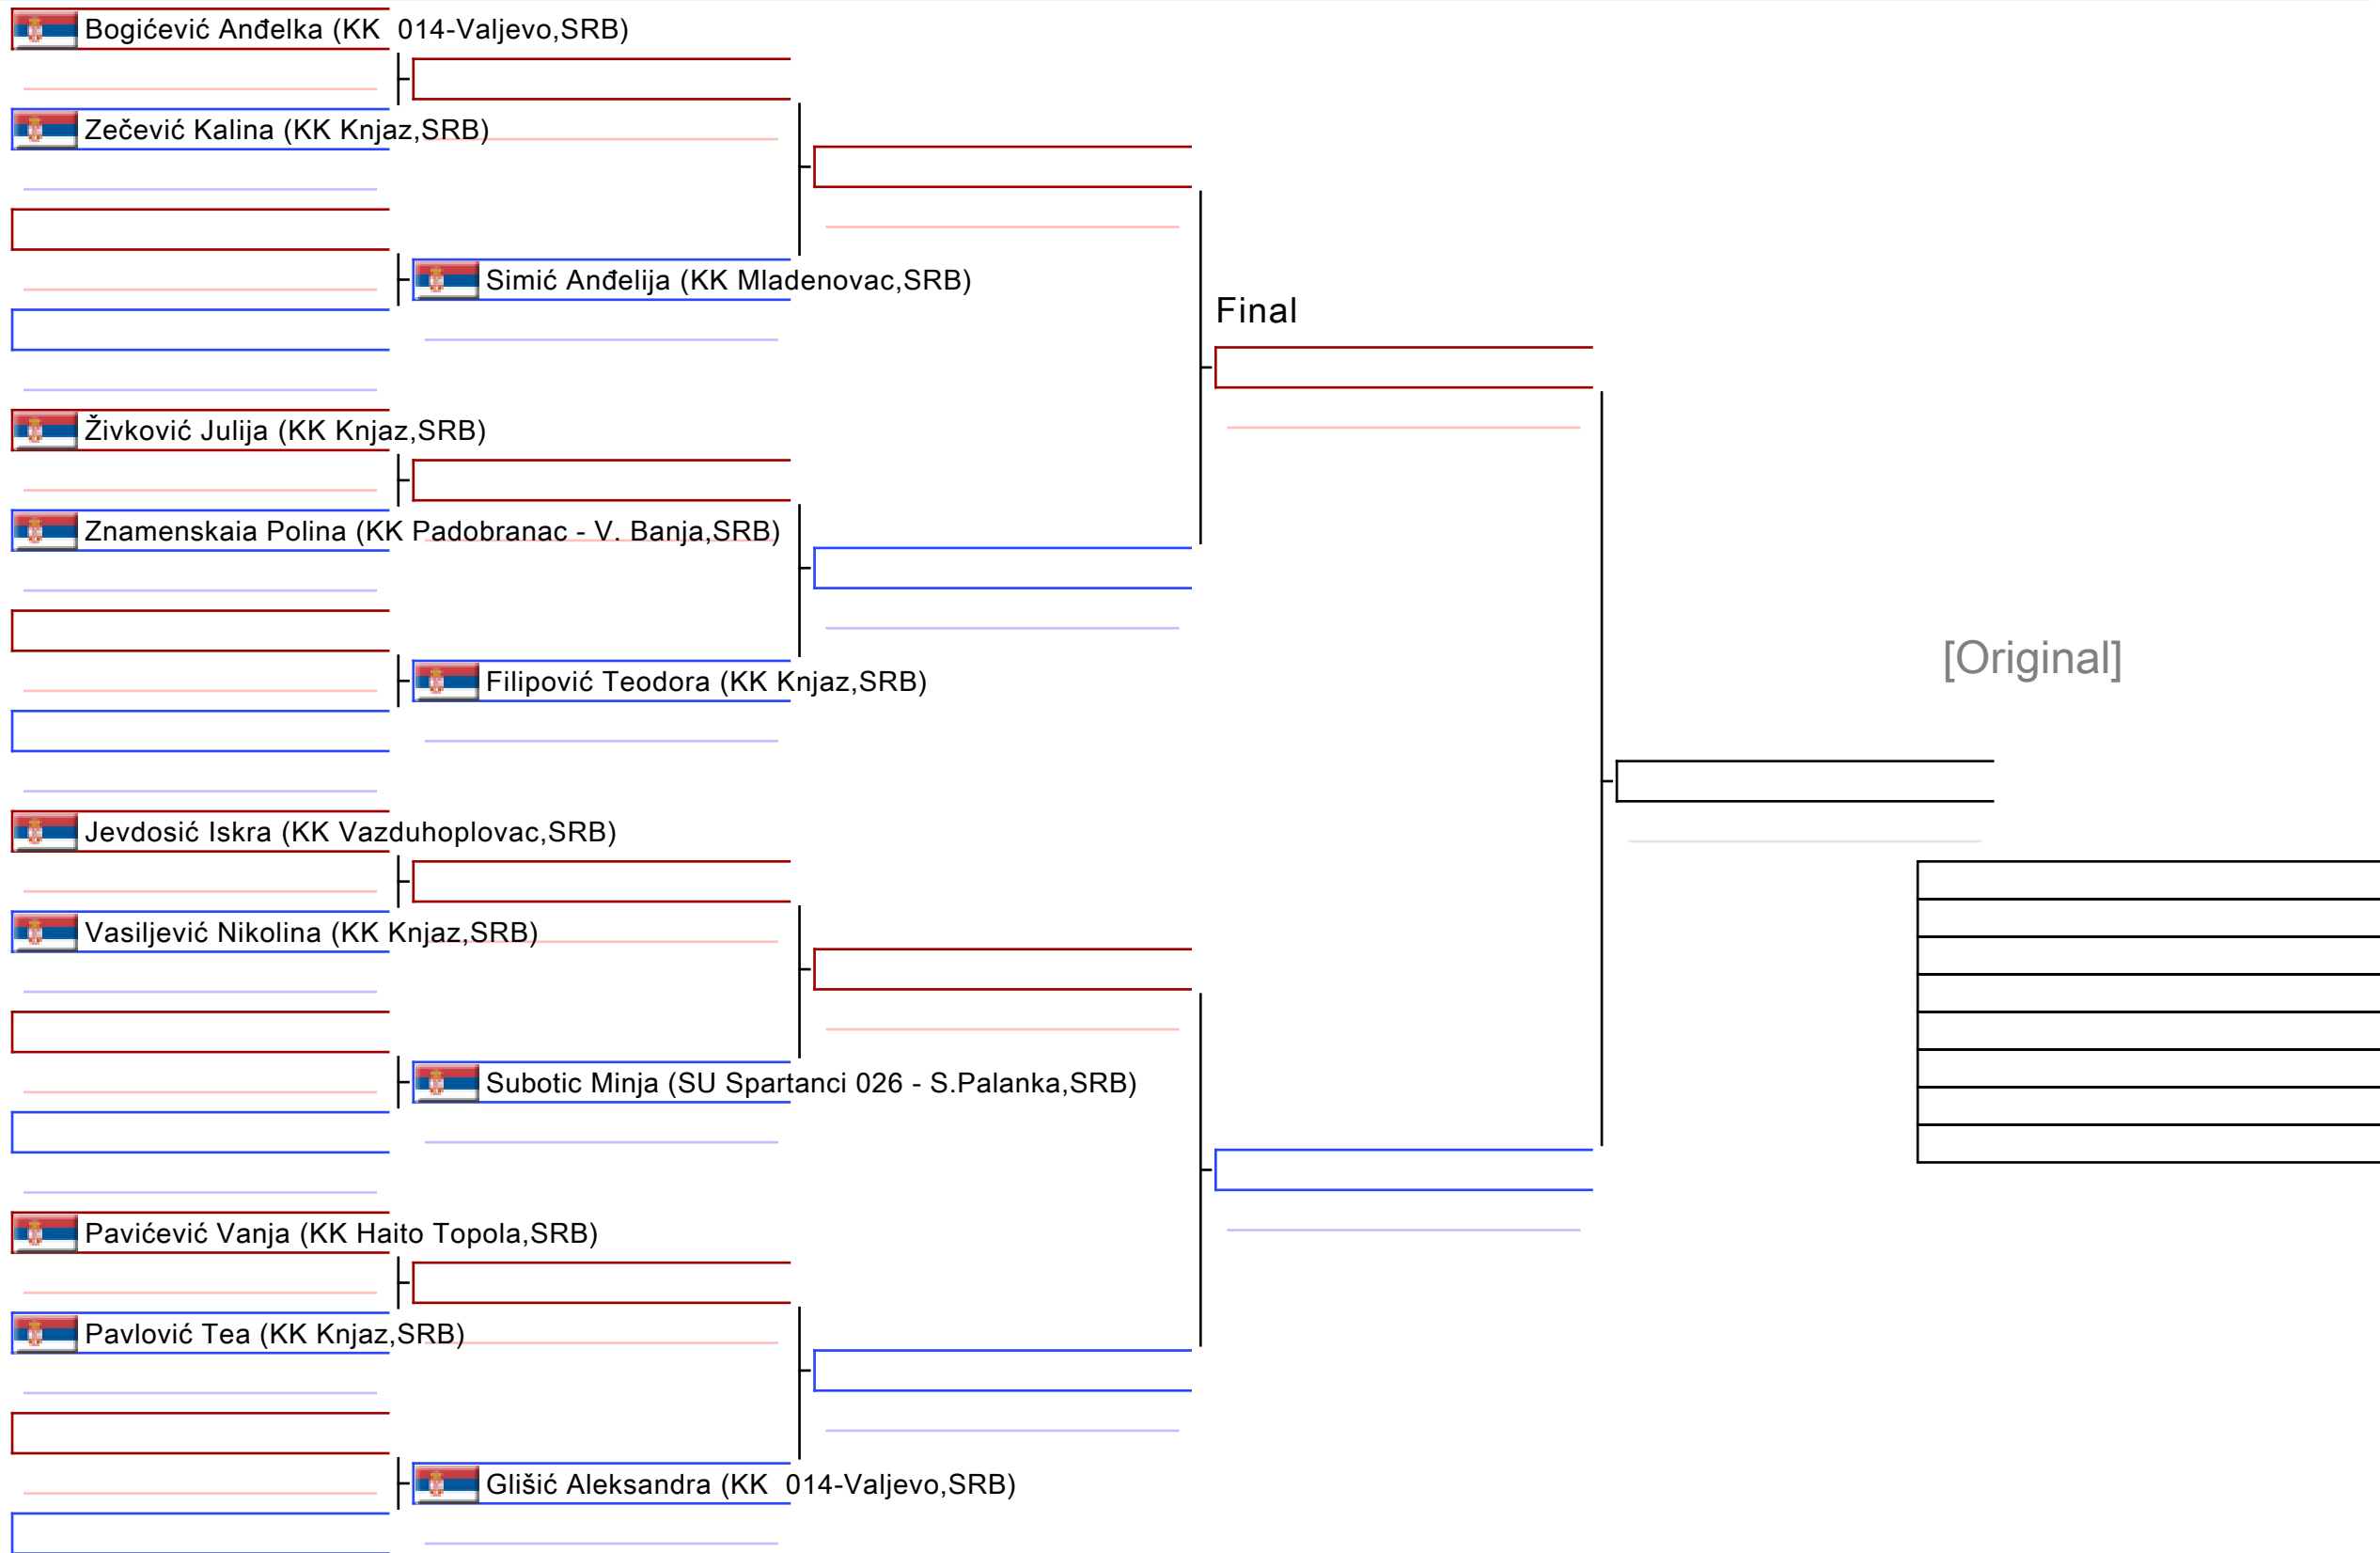 Bogićević Anđelka (KK  014-Valjevo,SRB)
Zečević Kalina (KK Knjaz,SRB)
Simić Anđelija (KK Mladenovac,SRB)
Final
Živković Julija (KK Knjaz,SRB)
Znamenskaia Polina (KK Padobranac - V. Banja,SRB)
[Original]
Filipović Teodora (KK Knjaz,SRB)
Jevdosić Iskra (KK Vazduhoplovac,SRB)
Vasiljević Nikolina (KK Knjaz,SRB)
Subotic Minja (SU Spartanci 026 - S.Palanka,SRB)
Pavićević Vanja (KK Haito Topola,SRB)
Pavlović Tea (KK Knjaz,SRB)
Glišić Aleksandra (KK  014-Valjevo,SRB)